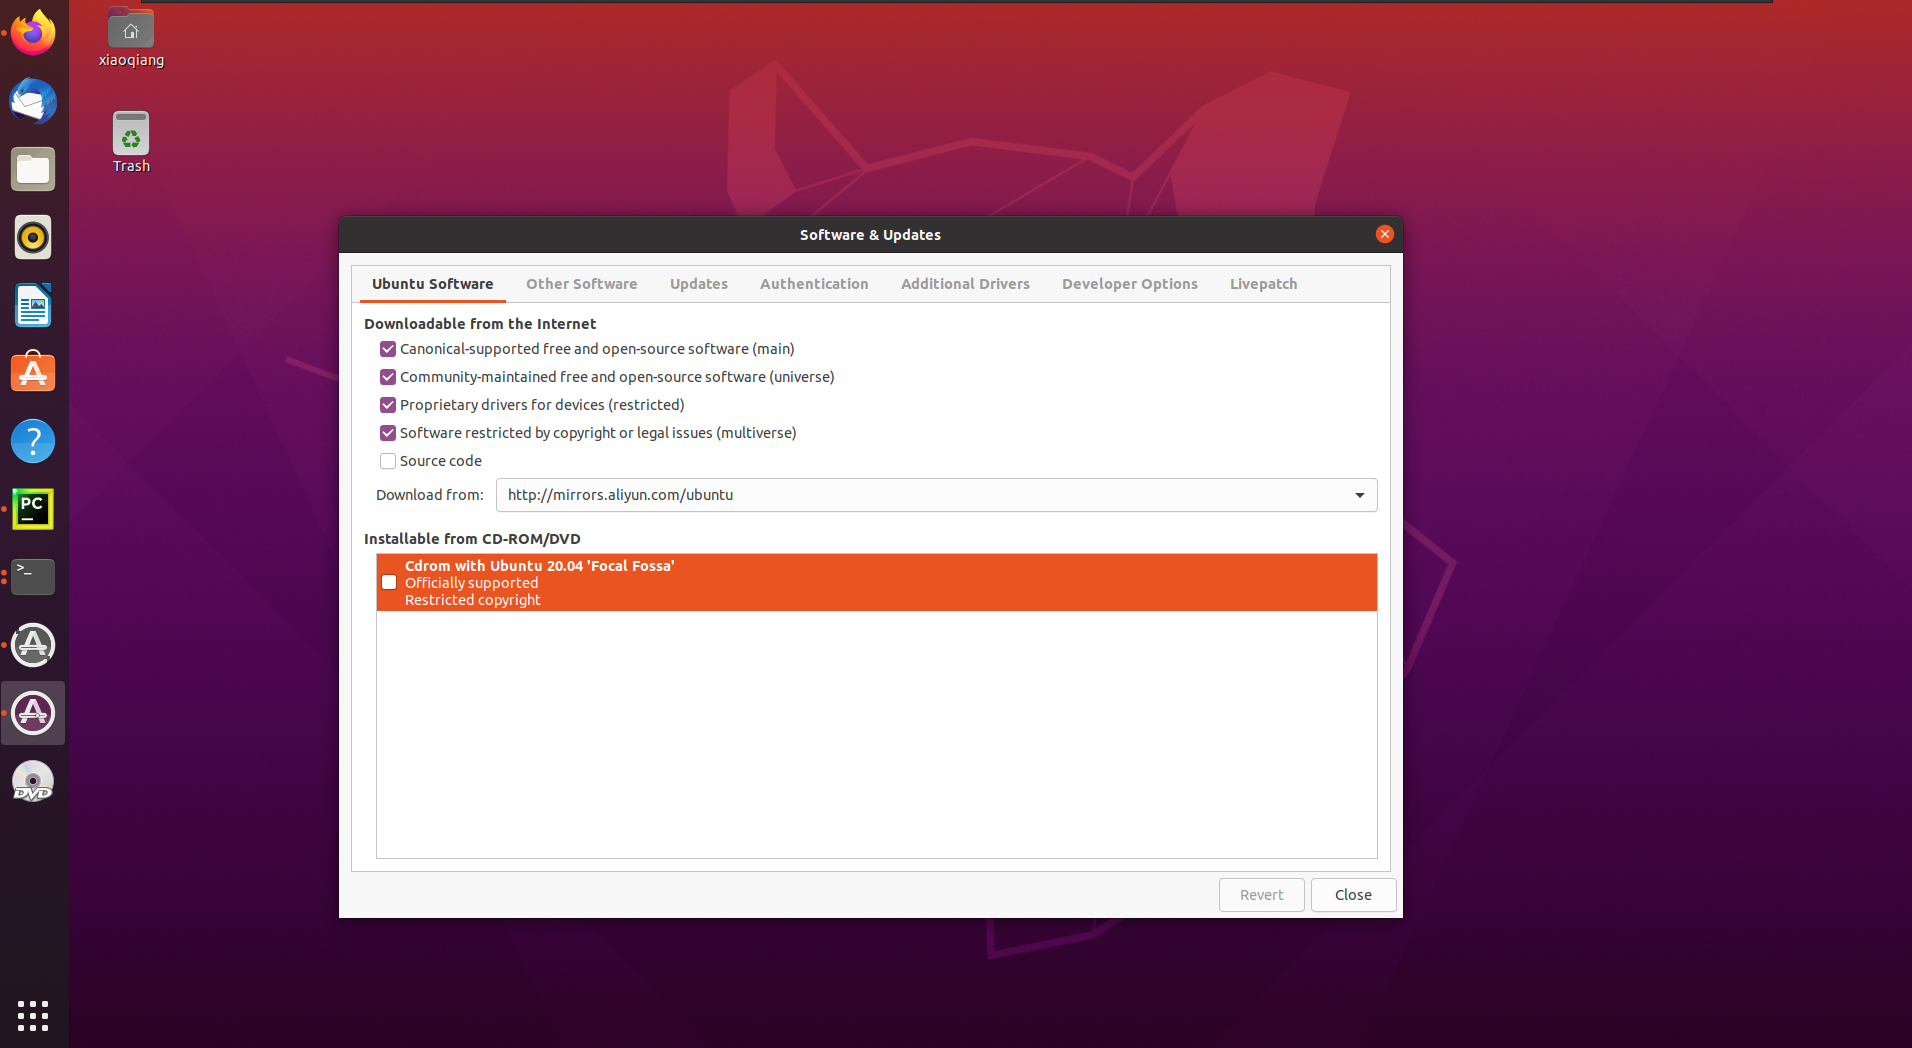 xiaoqiang
Trash
Software & Updates
Ubuntu Software
Other Software
Updates
Authentication
Additional Drivers
Developer Options
Livepatch
Downloadable from the Internet
Canonical-supported free and open-source software (main)
Community-maintained free and open-source software (universe)
Proprietary drivers for devices (restricted)
Software restricted by copyright or legal issues (multiverse)
Source code
Download from: http://mirrors.aliyun.com/ubuntu
Installable from CD-ROM/DVD
Cdrom with Ubuntu 20.04 'Focal Fossa'
Officially supported
Restricted copyright
Revert
Close
?
PC
>_
DVD